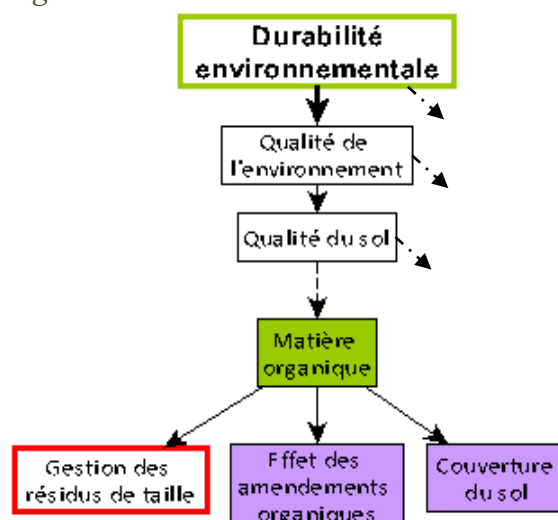 Durabilité
environnementale
Qualité de
l'environnement
Qualité du sol
Matière
organique
Gestion des
résidus de taille
Effet des
amendements
organiques
Couverture
du sol